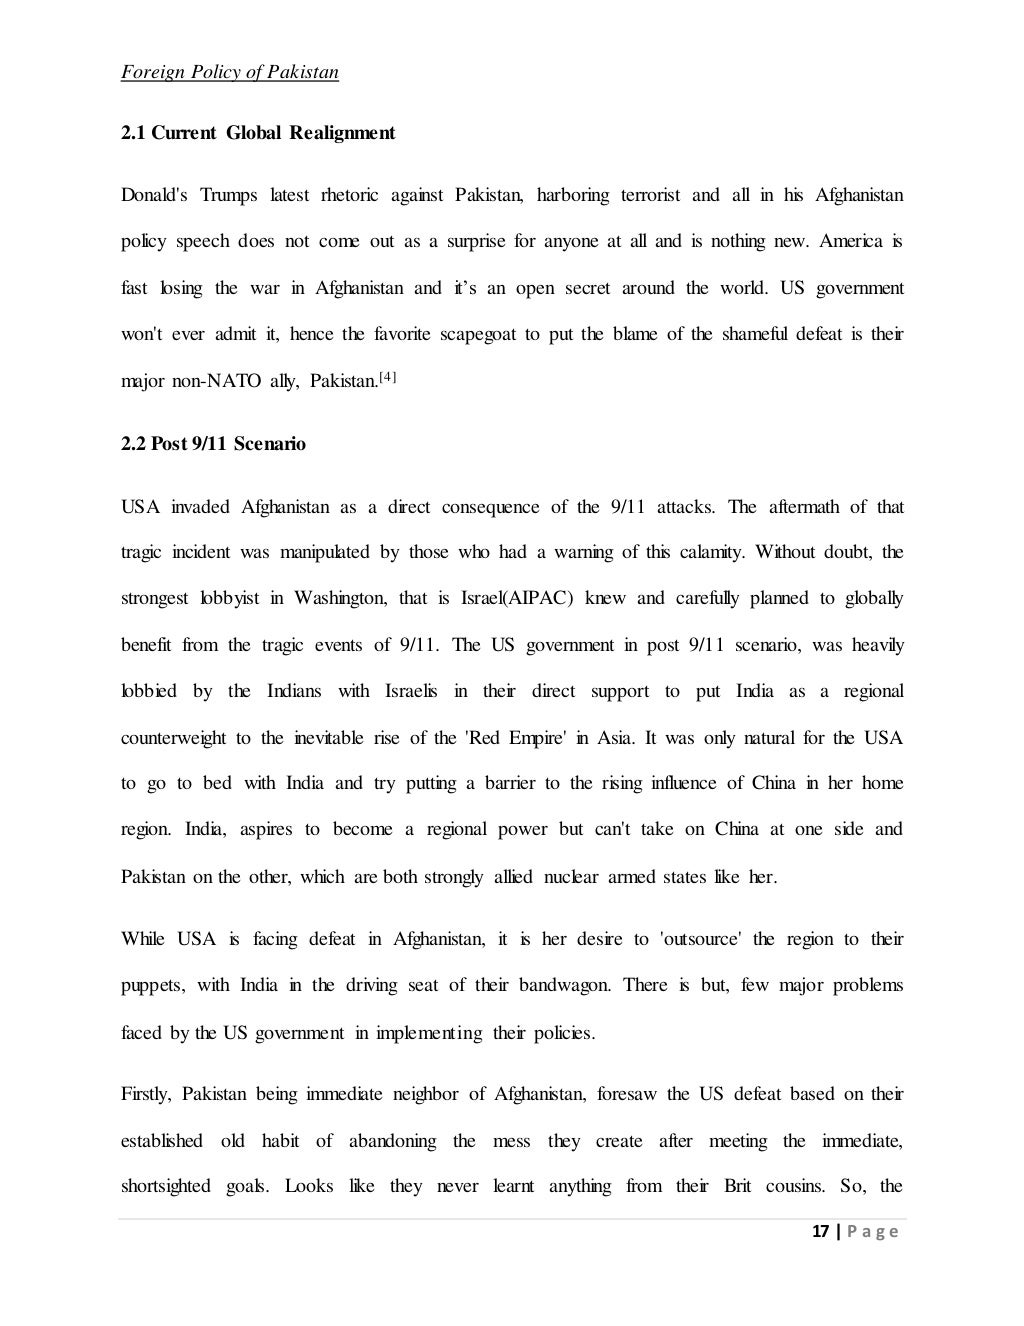 Foreign Policy of Pakistan
2.1 Current Global Realignment
Donald's Trumps latest rhetoric against Pakistan, harboring terrorist and all in his Afghanistan
policy speech does not come out as a surprise for anyone at all and is nothing new. America is
fast losing the war in Afghanistan and it’s an open secret around the world. US government
won't ever admit it, hence the favorite scapegoat to put the blame of the shameful defeat is their
major non-NATO ally, Pakistan.[4]
2.2 Post 9/11 Scenario
USA invaded Afghanistan as a direct consequence of the 9/11 attacks. The aftermath of that
tragic incident was manipulated by those who had a warning of this calamity. Without doubt, the
strongest lobbyist in Washington, that is Israel(AIPAC) knew and carefully planned to globally
benefit from the tragic events of 9/11. The US government in post 9/11 scenario, was heavily
lobbied by the Indians with Israelis in their direct support to put India as a regional
counterweight to the inevitable rise of the 'Red Empire' in Asia. It was only natural for the USA
to go to bed with India and try putting a barrier to the rising influence of China in her home
region. India, aspires to become a regional power but can't take on China at one side and
Pakistan on the other, which are both strongly allied nuclear armed states like her.
While USA is facing defeat in Afghanistan, it is her desire to 'outsource' the region to their
puppets, with India in the driving seat of their bandwagon. There is but, few major problems
faced by the US government in implementing their policies.
Firstly, Pakistan being immediate neighbor of Afghanistan, foresaw the US defeat based on their
established old habit of abandoning the mess they create after meeting the immediate,
shortsighted goals. Looks like they never learnt anything from their Brit cousins. So, the
17 | Page